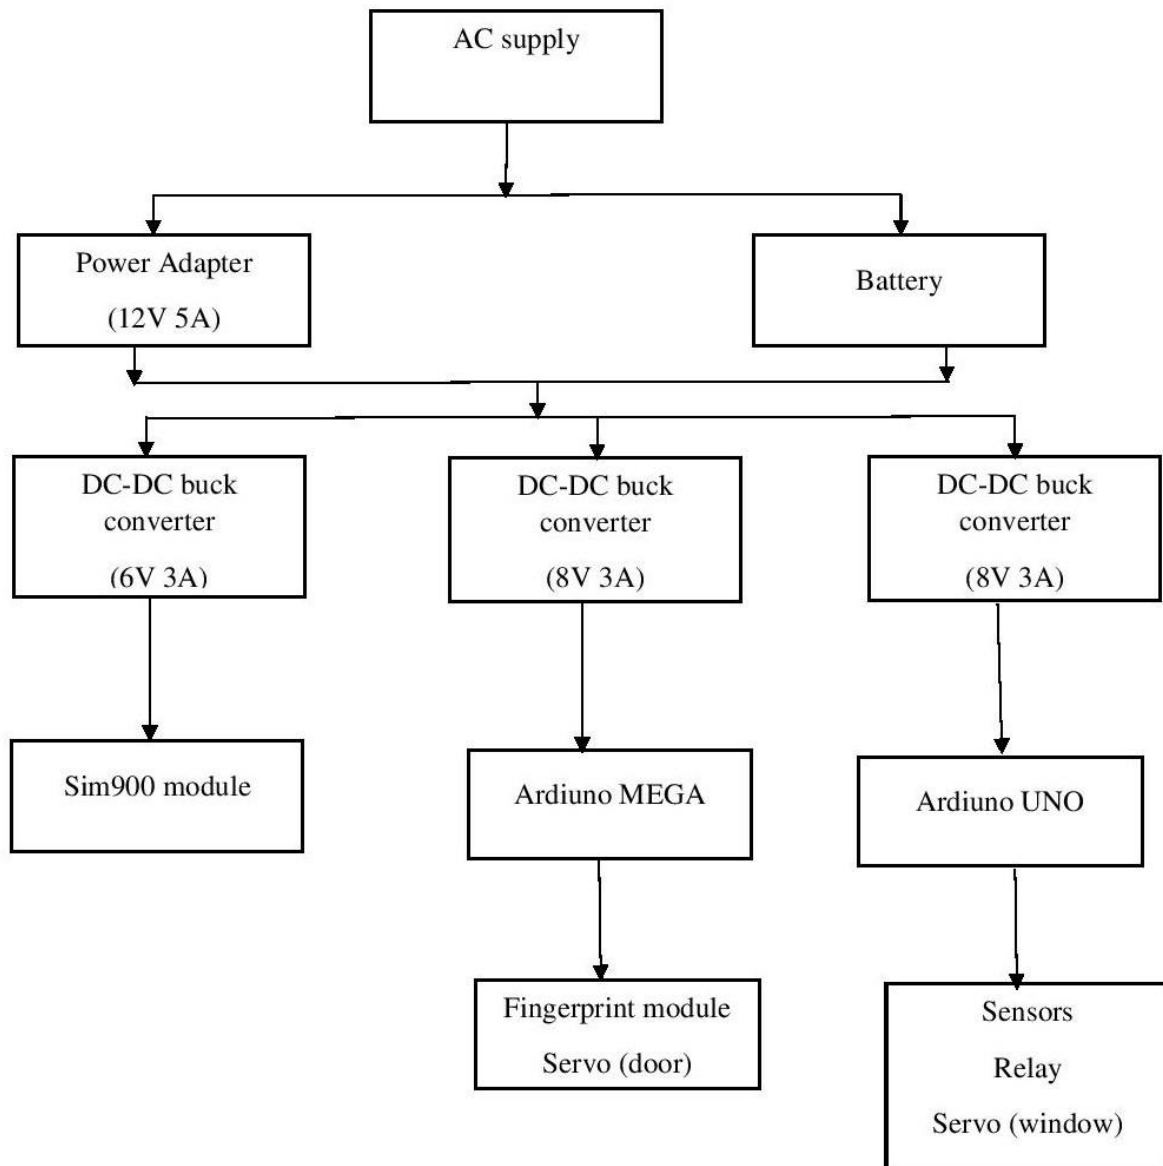 AC supply
Power Adapter
(12V 5A)
Battery
DC-DC buck
converter
(6V 3A)
DC-DC buck
converter
(8V 3A)
DC-DC buck
converter
(8V 3A)
Sim900 module
Ardiuno MEGA
Ardiuno UNO
Fingerprint module
Servo (door)
Sensors
Relay
Servo (window)